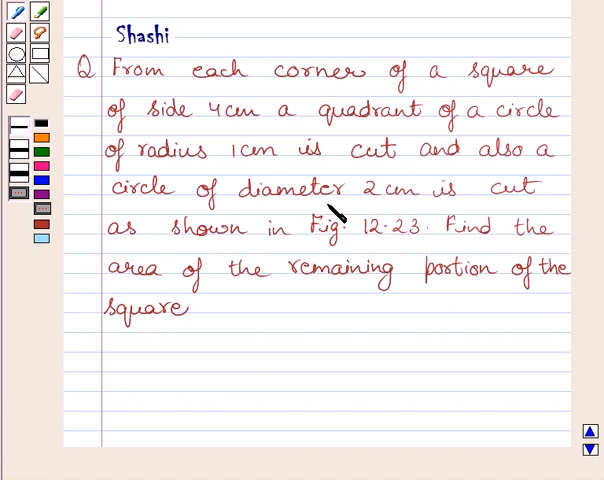 Shashi
Q From each corner of a square
of side 4cm a quadrant of a circle
of radius 1cm is cut and also a
circle of diameter 2cm is cut
as shown in Fig. 12.23. Find the
area of the remaining portion of the
square